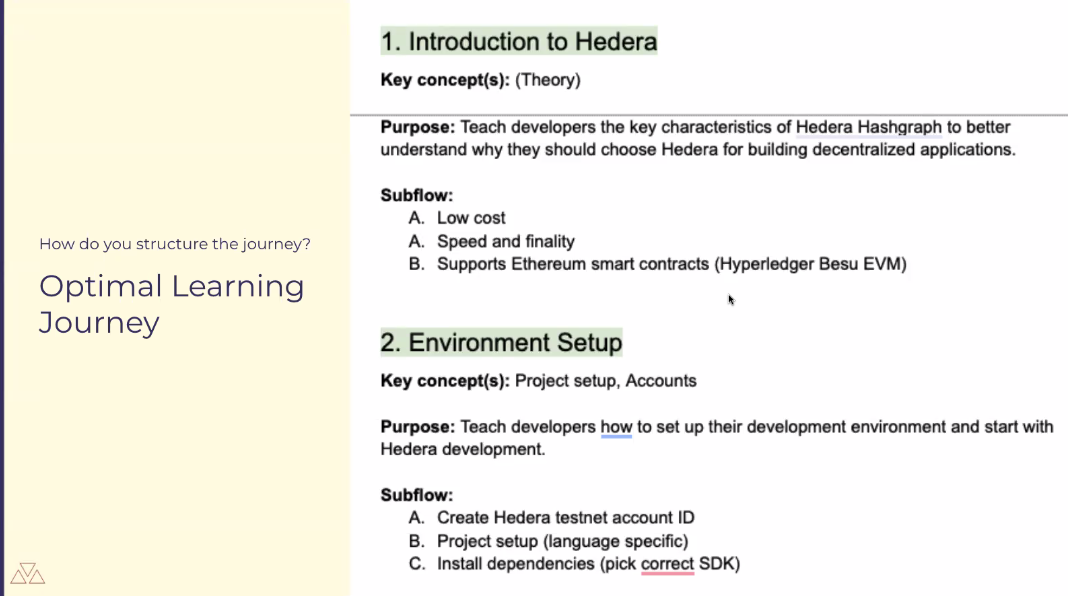 How do you structure the journey?
Optimal Learning
Journey
1. Introduction to Hedera
Key concept(s): (Theory)
Purpose: Teach developers the key characteristics of Hedera Hashgraph to better
understand why they should choose Hedera for building decentralized applications.
Subflow:
A. Low cost
A. Speed and finality
B. Supports Ethereum smart contracts (Hyperledger Besu EVM)
2. Environment Setup
Key concept(s): Project setup, Accounts
Purpose: Teach developers how to set up their development environment and start with
Hedera development.
Subflow:
A. Create Hedera testnet account ID
B. Project setup (language specific)
C. Install dependencies (pick correct SDK)